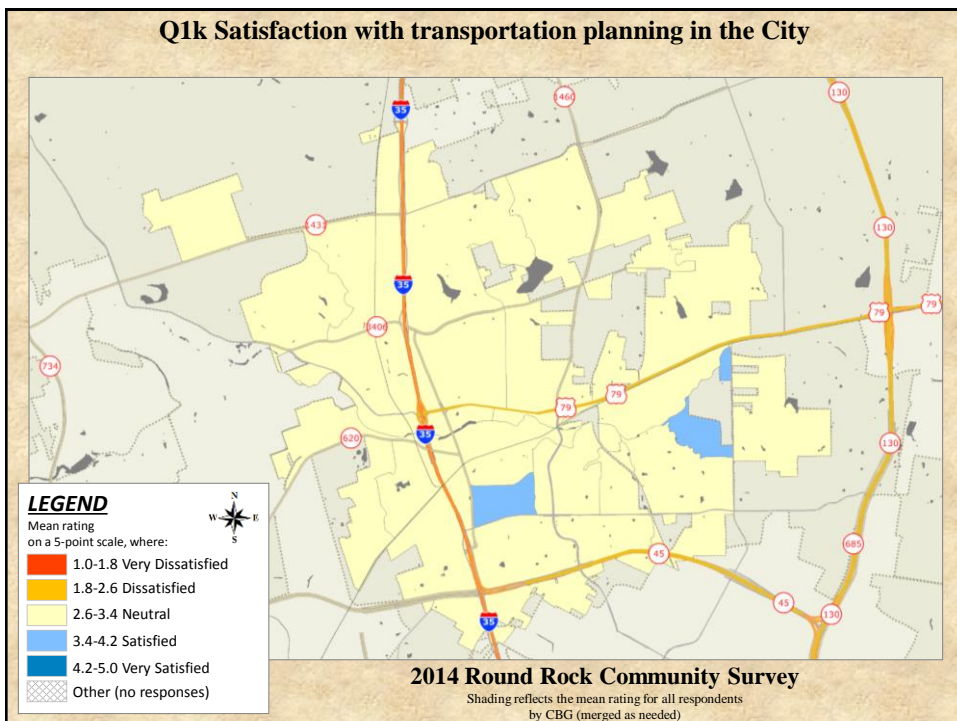 Q1k Satisfaction with transportation planning in the City
35
1460
130
1431
130
35
79
79
3406
734
79
79
620
35
130
685
45
45
130
35
LEGEND
Mean rating
on a 5-point scale, where:
N
W E
S
1.0-1.8 Very Dissatisfied
1.8-2.6 Dissatisfied
2.6-3.4 Neutral
3.4-4.2 Satisfied
4.2-5.0 Very Satisfied
Other (no responses)
2014 Round Rock Community Survey
Shading reflects the mean rating for all respondents
by CBG (merged as needed)